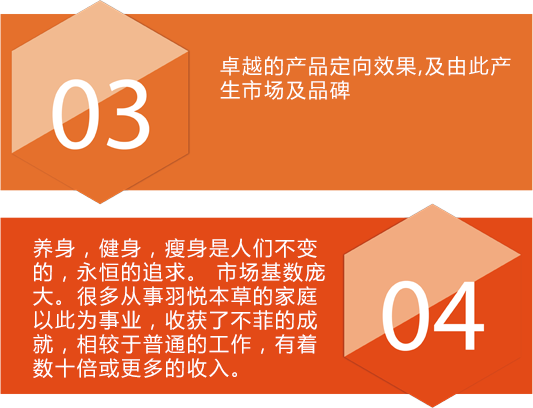 03
卓越的产品定向效果,及由此产
生市场及品碑
养身，健身，瘦身是人们不变
的，永恒的追求。 市场基数庞
大。很多从事羽悦本草的家庭
以此为事业，收获了不菲的成
就，相较于普通的工作，有着
数十倍或更多的收入。
04